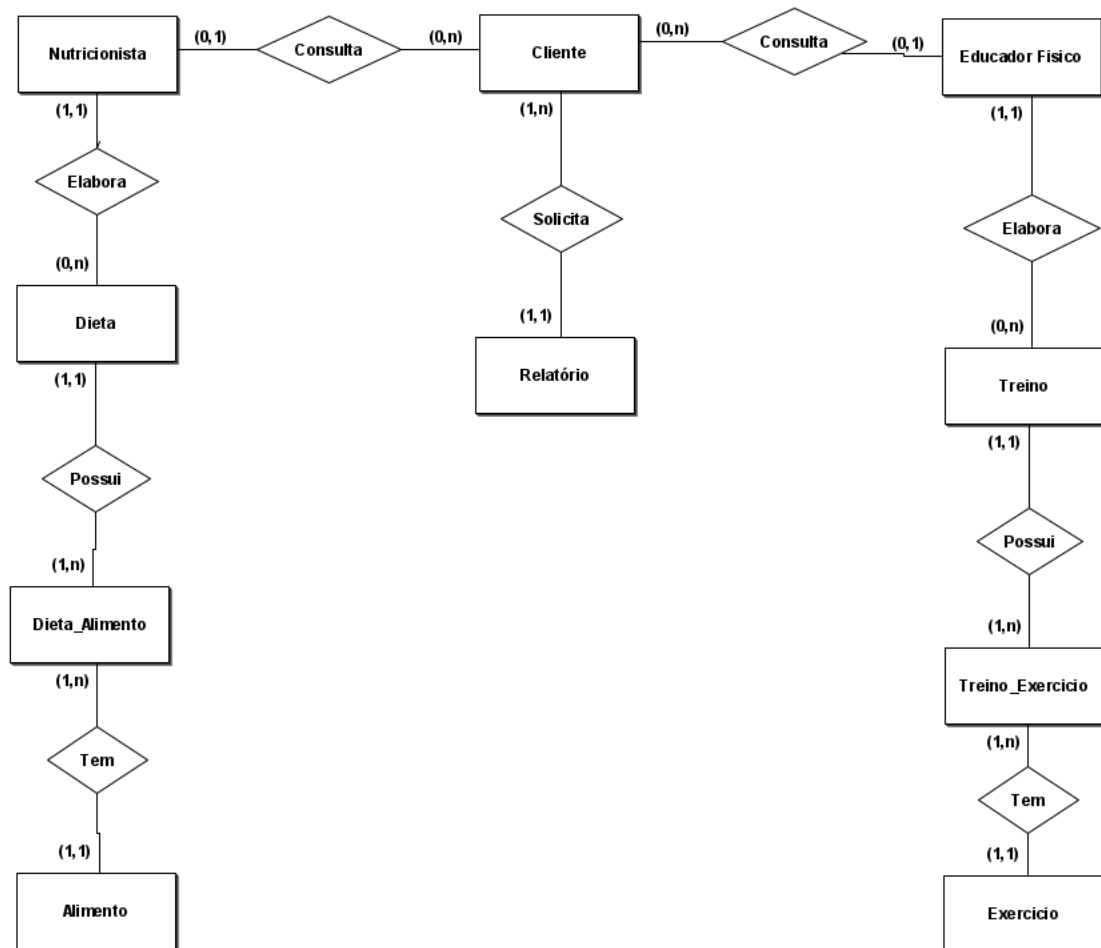 Nutricionista
(0,1)
Consulta
(0,n)
Cliente
(0,n)
Consulta
(0,1)
Educador Fisico
(1,1)
(1,n)
(1,1)
Elabora
Solicita
Elabora
(0,n)
(1,1)
(0,n)
Dieta
Relatório
Treino
(1,1)
(1,1)
Possui
Possui
(1,n)
(1,n)
Dieta_Alimento
Treino_Exercicio
(1,n)
(1,n)
Tem
Tem
(1,1)
(1,1)
Alimento
Exercicio